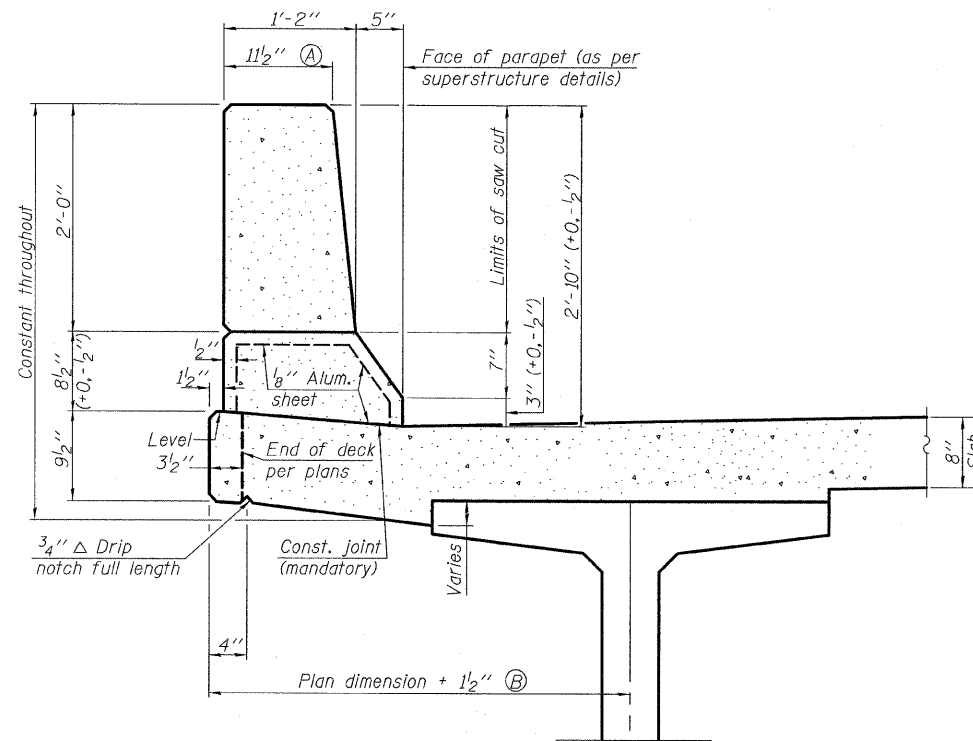 1'-2"
5"
11½" Ⓐ
Face of parapet (as per
superstructure details)
Constant throughout
2'-0"
Limits of saw cut
2'-10" (+0,-½")
8½"
(+0,-½")
½"
1½"
⅛" Alum.
sheet
7"
3" (+0,-½")
9½"
Level
3½"
End of deck
per plans
8"
Slab
¾" △ Drip
notch full length
Const. joint
(mandatory)
Varies
4"
Plan dimension + 1½" Ⓑ